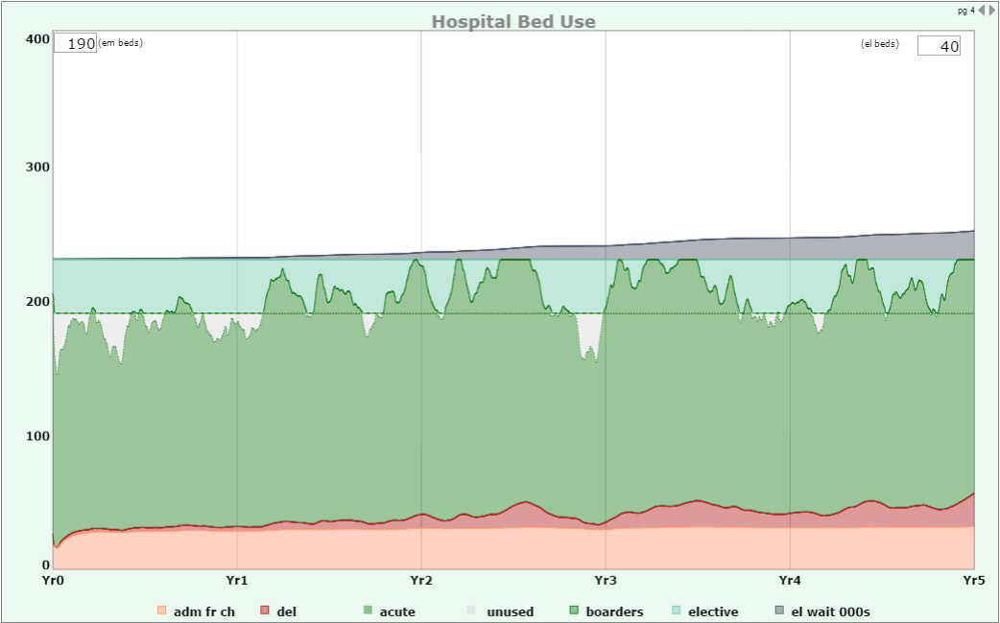 pg 4
Hospital Bed Use
400
190 (em beds)
(el beds) 40
300
200
100
0
Yr0 Yr1 Yr2 Yr3 Yr4 Yr5
adm fr ch del acute unused boarders elective el wait 000s